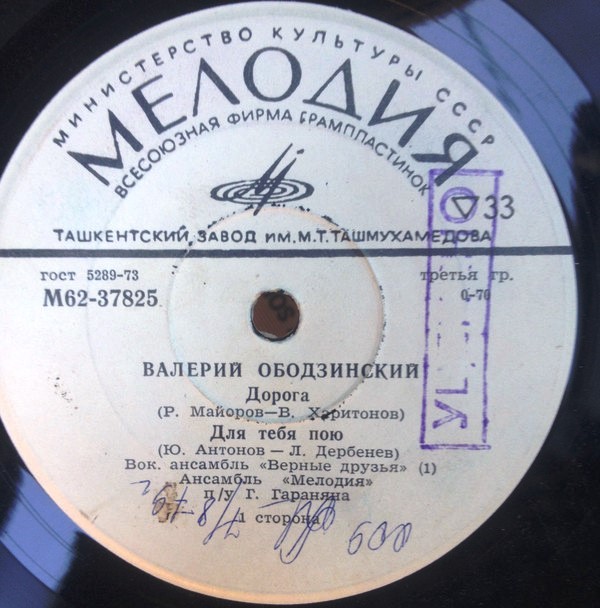 МИНИСТЕРСТВО КУЛЬТУРЫ СССР
МЕЛОДИЯ
ВСЕСОЮЗНАЯ ФИРМА ГРАМПЛАСТИНОК
33
ТАШКЕНТСКИЙ ЗАВОД ИМ. М.Т. ТАШМУХАМЕДОВА
ГОСТ 5289-73
третья гр.
М62-37825
0-70
ВАЛЕРИЙ ОБОДЗИНСКИЙ
Дорога
(Р. Майоров—В. Харитонов)
Для тебя пою
(Ю. Антонов — Л. Дербенев)
Вок. ансамбль «Верные друзья» (1)
Ансамбль «Мелодия»
п/у Г. Гараняна
1 сторона